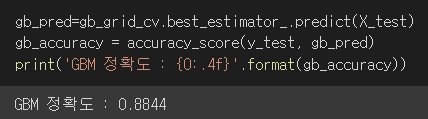 gb_pred=gb_grid_cv.best_estimator_.predict(X_test)
gb_accuracy = accuracy_score(y_test, gb_pred)
print('GBM 정확도 : {0:.4f}'.format(gb_accuracy))
GBM 정확도 : 0.8844